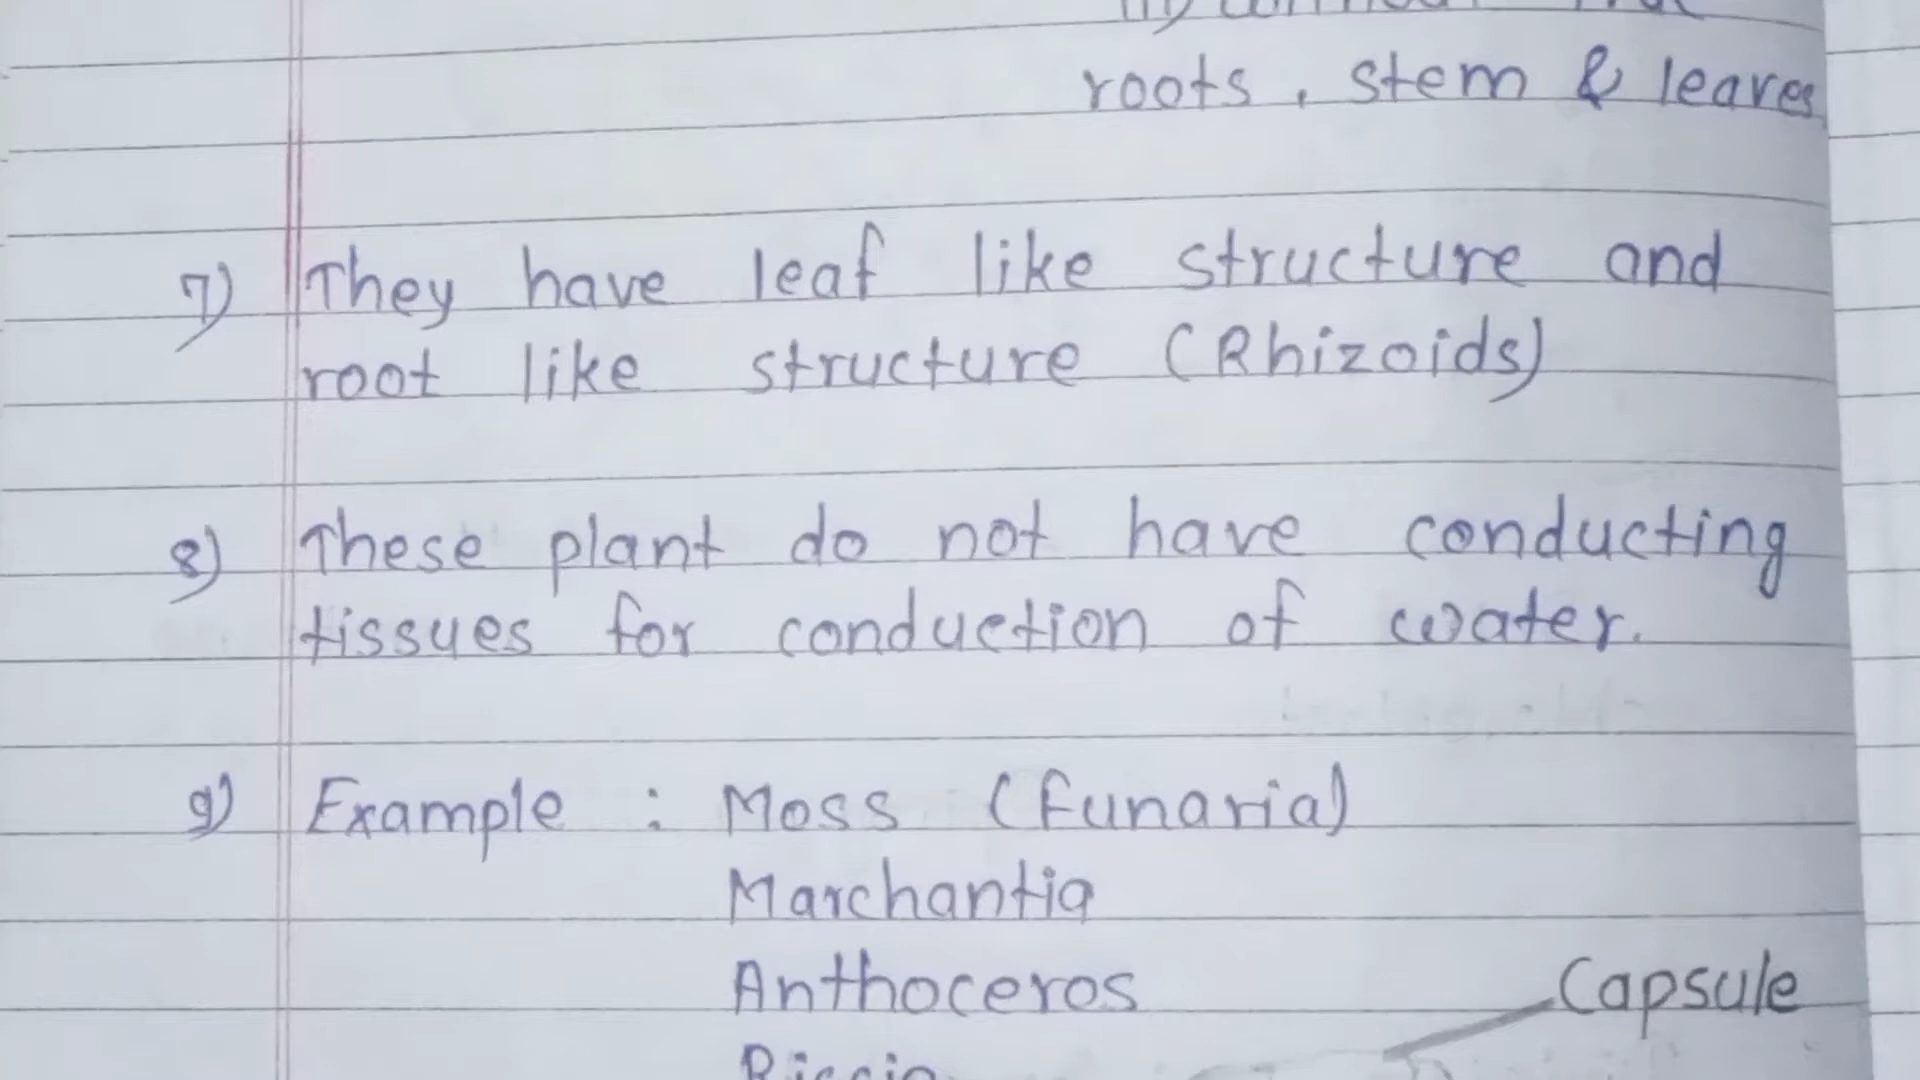 roots, stem & leaves
7) They have leaf like structure and
root like structure (Rhizoids)
8) These plant do not have conducting
tissues for conduction of water.
9) Example : Moss (Funaria)
Marchantia
Anthoceros
Capsule
Riccia